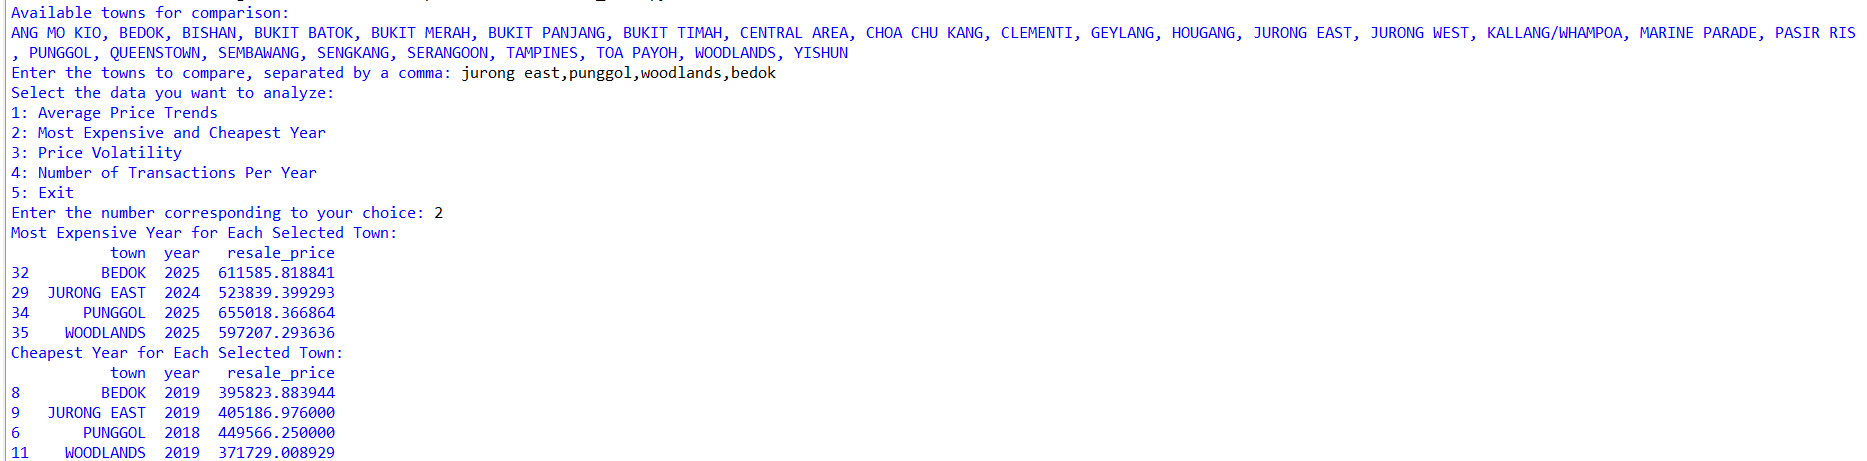 Available towns for comparison:
ANG MO KIO, BEDOK, BISHAN, BUKIT BATOK, BUKIT MERAH, BUKIT PANJANG, BUKIT TIMAH, CENTRAL AREA, CHOA CHU KANG, CLEMENTI, GEYLANG, HOUGANG, JURONG EAST, JURONG WEST, KALLANG/WHAMPOA, MARINE PARADE, PASIR RIS
, PUNGGOL, QUEENSTOWN, SEMBAWANG, SENGKANG, SERANGOON, TAMPINES, TOA PAYOH, WOODLANDS, YISHUN
Enter the towns to compare, separated by a comma: jurong east,punggol,woodlands,bedok
Select the data you want to analyze:
1: Average Price Trends
2: Most Expensive and Cheapest Year
3: Price Volatility
4: Number of Transactions Per Year
5: Exit
Enter the number corresponding to your choice: 2
Most Expensive Year for Each Selected Town:
town year resale_price
32 BEDOK 2025 611585.818841
29 JURONG EAST 2024 523839.399293
34 PUNGGOL 2025 655018.366864
35 WOODLANDS 2025 597207.293636
Cheapest Year for Each Selected Town:
town year resale_price
8 BEDOK 2019 395823.883944
9 JURONG EAST 2019 405186.976000
6 PUNGGOL 2018 449566.250000
11 WOODLANDS 2019 371729.008929